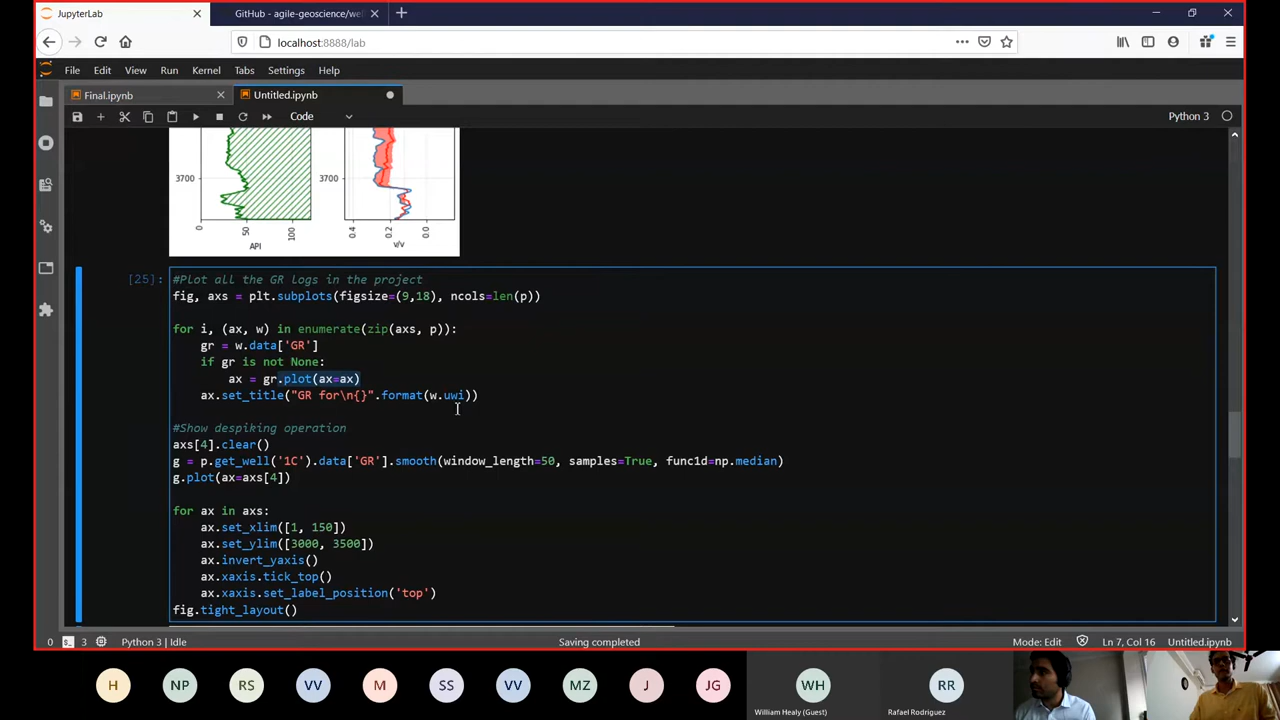 JupyterLab
GitHub - agile-geoscience/wel
localhost:8888/lab
File Edit View Run Kernel Tabs Settings Help
Final.ipynb
Untitled.ipynb
Code
Python 3
3700 3700
0 50 100 0.4 0.2 0.0
API v/v
[25]:
#Plot all the GR Logs in the project
fig, axs = plt.subplots(figsize=(9,18), ncols=len(p))
for i, (ax, w) in enumerate(zip(axs, p)):
gr = w.data['GR']
if gr is not None:
ax = gr.plot(ax=ax)
ax.set_title("GR for\n{}".format(w.uwi))
#Show despiking operation
axs[4].clear()
g = p.get_well('1C').data['GR'].smooth(window_length=50, samples=True, func1d=np.median)
g.plot(ax=axs[4])
for ax in axs:
ax.set_xlim([1, 150])
ax.set_ylim([3000, 3500])
ax.invert_yaxis()
ax.xaxis.tick_top()
ax.xaxis.set_label_position('top')
fig.tight_layout()
0 3 Python 3 | Idle Saving completed Mode: Edit Ln 7, Col 16 Untitled.ipynb
H NP RS VV M SS VV MZ J JG WH RR
William Healy (Guest) Rafael Rodriguez